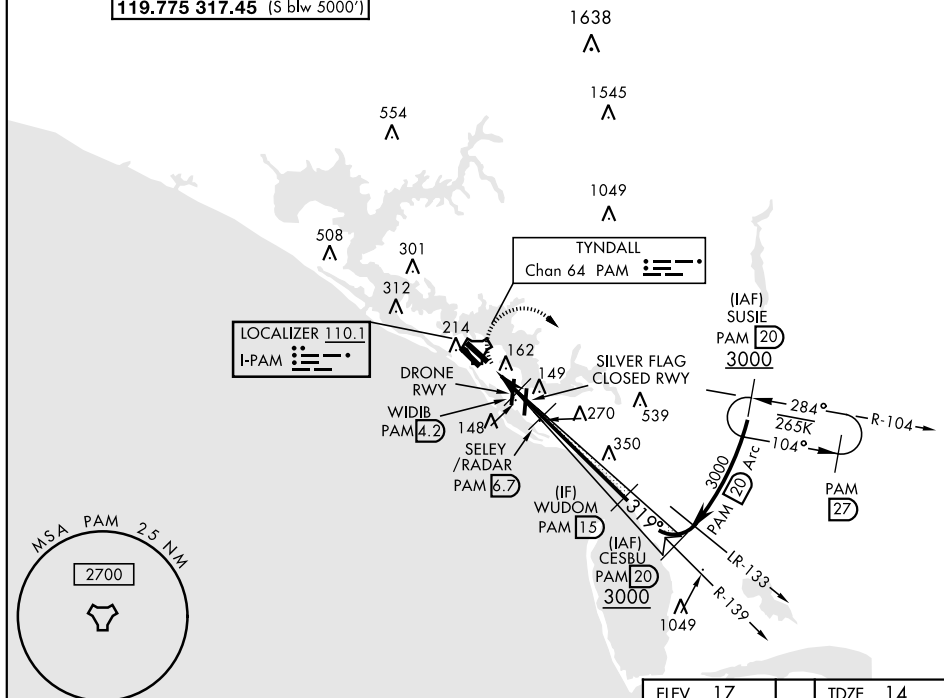 119.775 317.45 (S blw 5000')
1638
1545
554
1049
508
301
312
TYNDALL
Chan 64 PAM
LOCALIZER 110.1
I-PAM
214
162
149
DRONE
RWY
SILVER FLAG
CLOSED RWY
(IAF)
SUSIE
PAM 20
3000
WIDIB
PAM 4.2
148
270
539
284°
265K
104°
R-104
SELEY
/RADAR
PAM 6.7
350
3000
PAM 20 Arc
PAM
27
(IF)
WUDOM
PAM 15
319°
(IAF)
CESBU
PAM 20
3000
LR-133
R-139
1049
MSA PAM 25 NM
2700
ELEV 17
TDZE 14